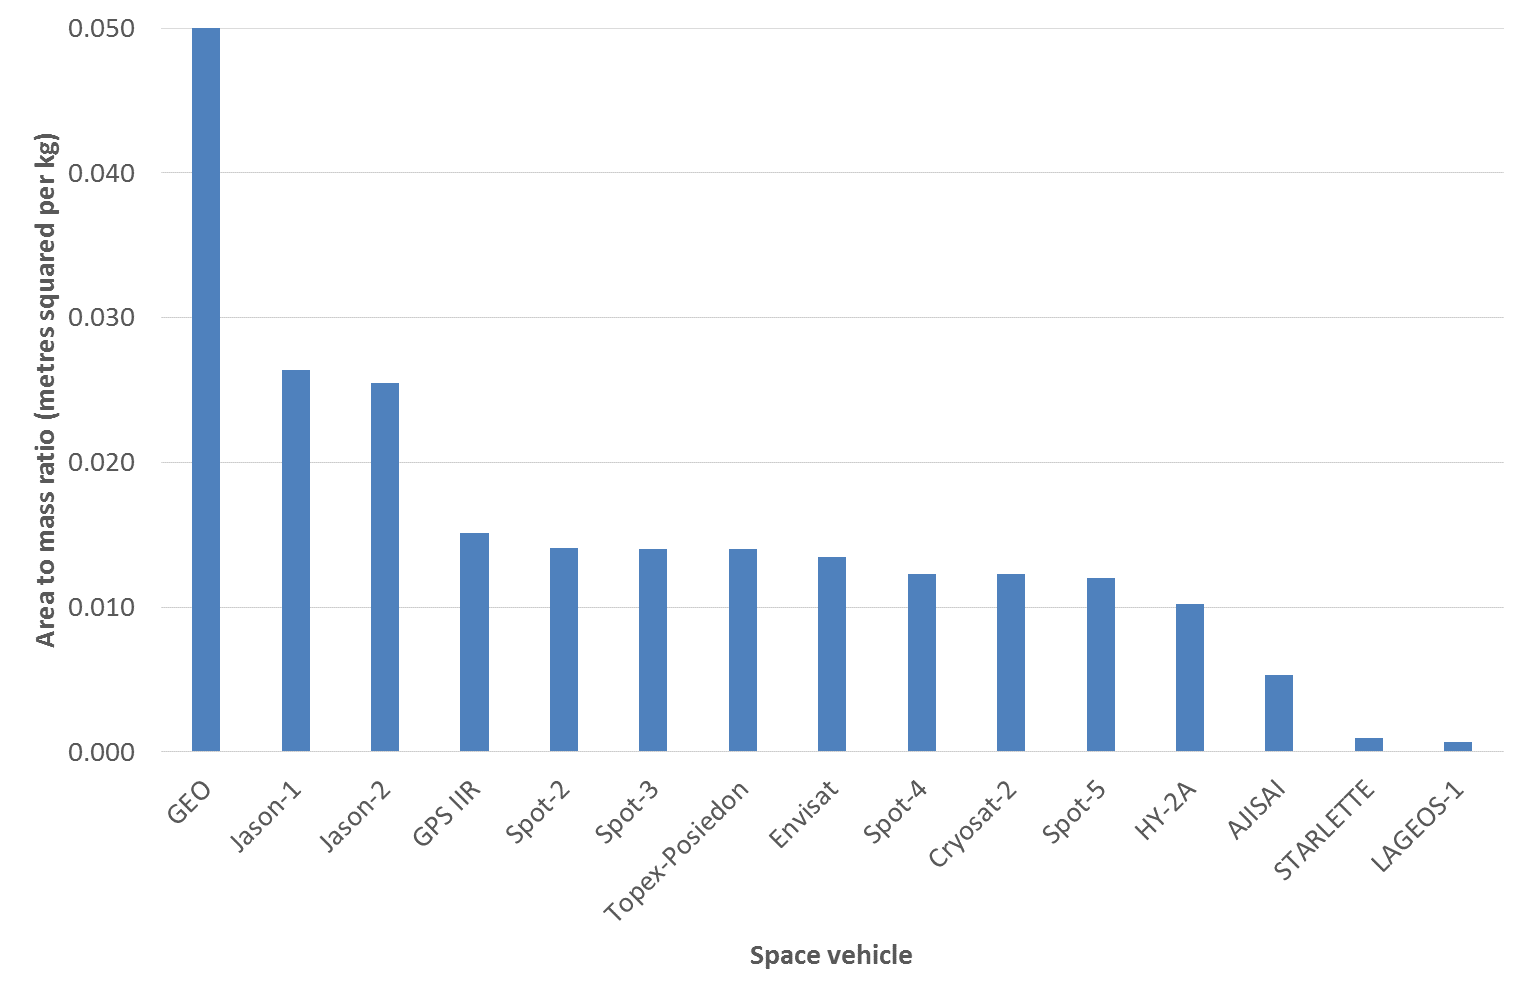 0.050
0.040
0.030
0.020
0.010
0.000
Area to mass ratio (metres squared per kg)
GEO
Jason-1
Jason-2
GPS IIR
Spot-2
Spot-3
Topex-Posiedon
Envisat
Spot-4
Cryosat-2
Spot-5
HY-2A
AJISAI
STARLETTE
LAGEOS-1
Space vehicle